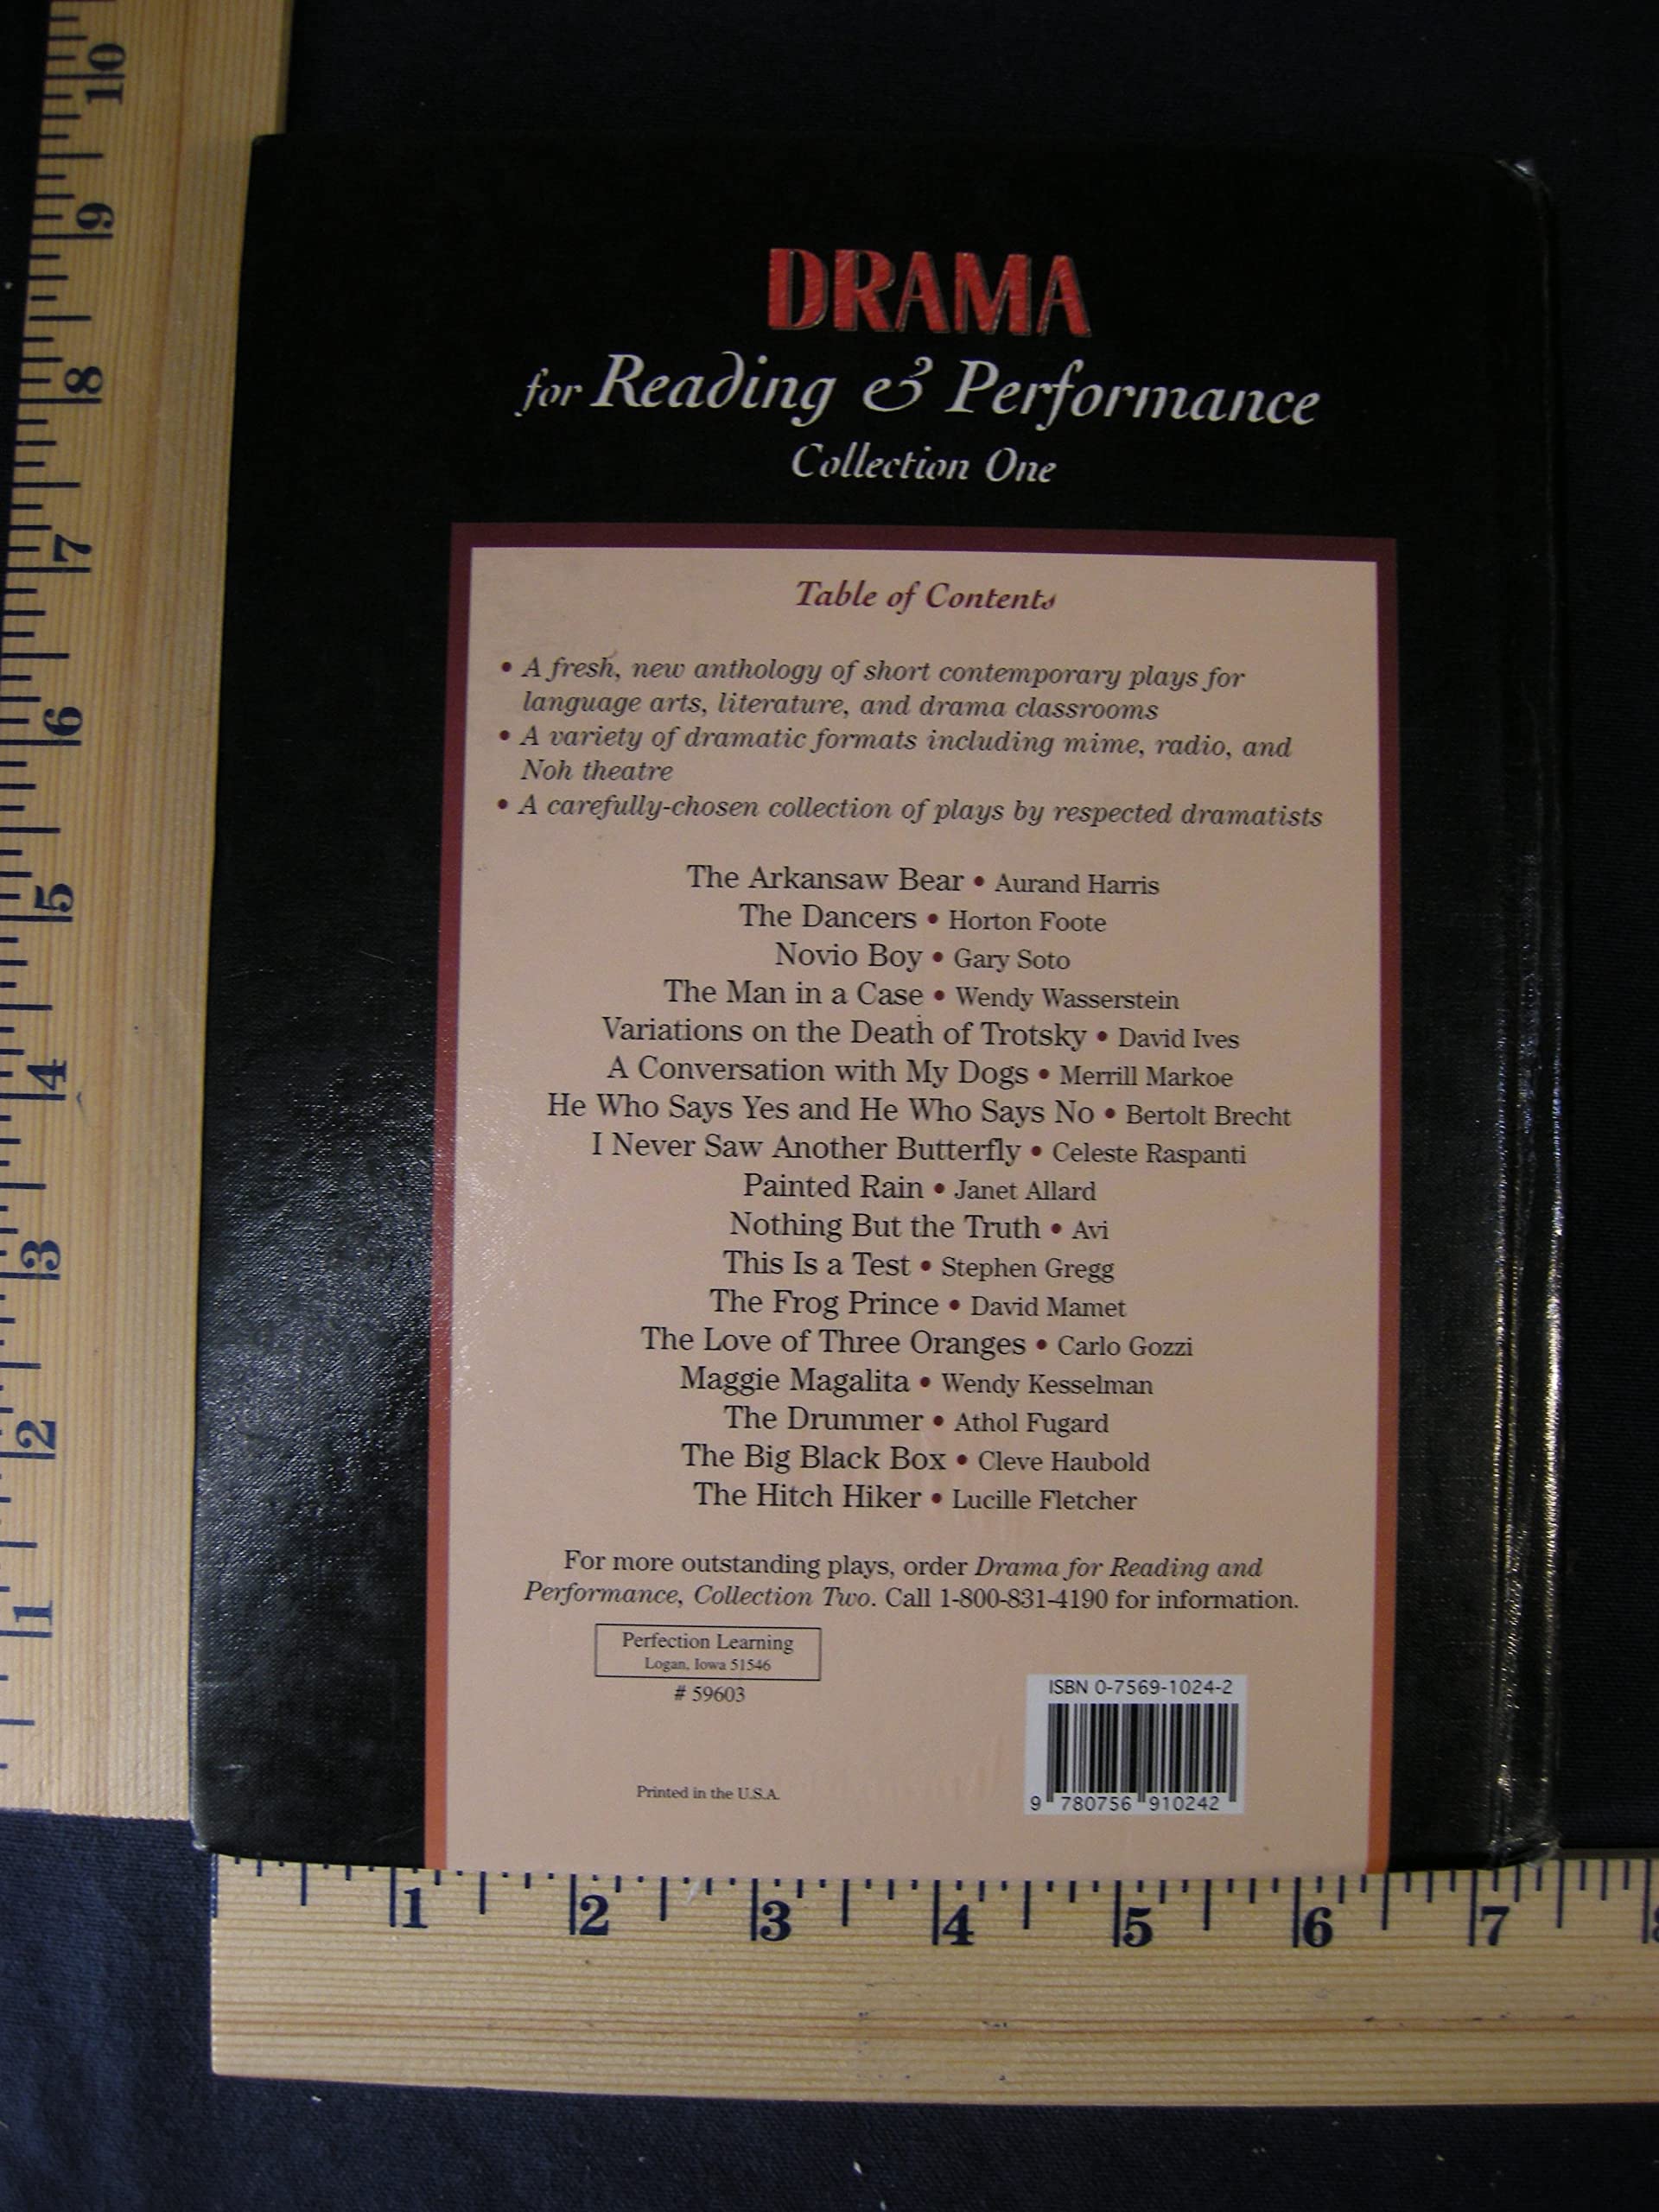 DRAMA
for Reading & Performance
Collection One
Table of Contents
• A fresh, new anthology of short contemporary plays for
language arts, literature, and drama classrooms
• A variety of dramatic formats including mime, radio, and
Noh theatre
• A carefully-chosen collection of plays by respected dramatists
The Arkansaw Bear • Aurand Harris
The Dancers • Horton Foote
Novio Boy • Gary Soto
The Man in a Case • Wendy Wasserstein
Variations on the Death of Trotsky • David Ives
A Conversation with My Dogs • Merrill Markoe
He Who Says Yes and He Who Says No • Bertolt Brecht
I Never Saw Another Butterfly • Celeste Raspanti
Painted Rain • Janet Allard
Nothing But the Truth • Avi
This Is a Test • Stephen Gregg
The Frog Prince • David Mamet
The Love of Three Oranges • Carlo Gozzi
Maggie Magalita • Wendy Kesselman
The Drummer • Athol Fugard
The Big Black Box • Cleve Haubold
The Hitch Hiker • Lucille Fletcher
For more outstanding plays, order Drama for Reading and
Performance, Collection Two. Call 1-800-831-4190 for information.
Perfection Learning
Logan, Iowa 51546
# 59603
Printed in the U.S.A.
ISBN 0-7569-1024-2
9 780756 910242
10
9
8
7
6
5
4
3
2
1
1 2 3 4 5 6 7 8